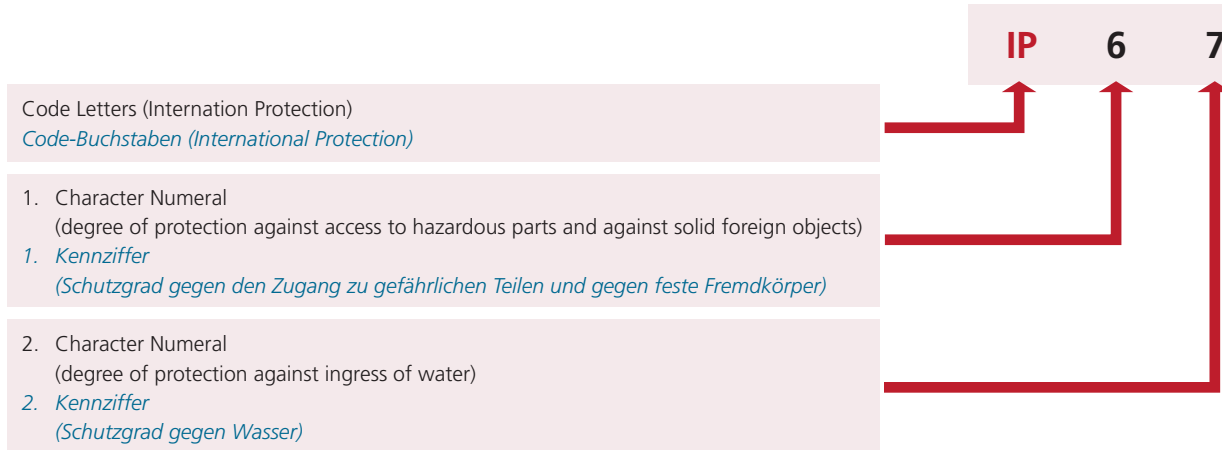 IP 6 7
Code Letters (Internation Protection)
Code-Buchstaben (International Protection)
1. Character Numeral
(degree of protection against access to hazardous parts and against solid foreign objects)
1. Kennziffer
(Schutzgrad gegen den Zugang zu gefährlichen Teilen und gegen feste Fremdkörper)
2. Character Numeral
(degree of protection against ingress of water)
2. Kennziffer
(Schutzgrad gegen Wasser)